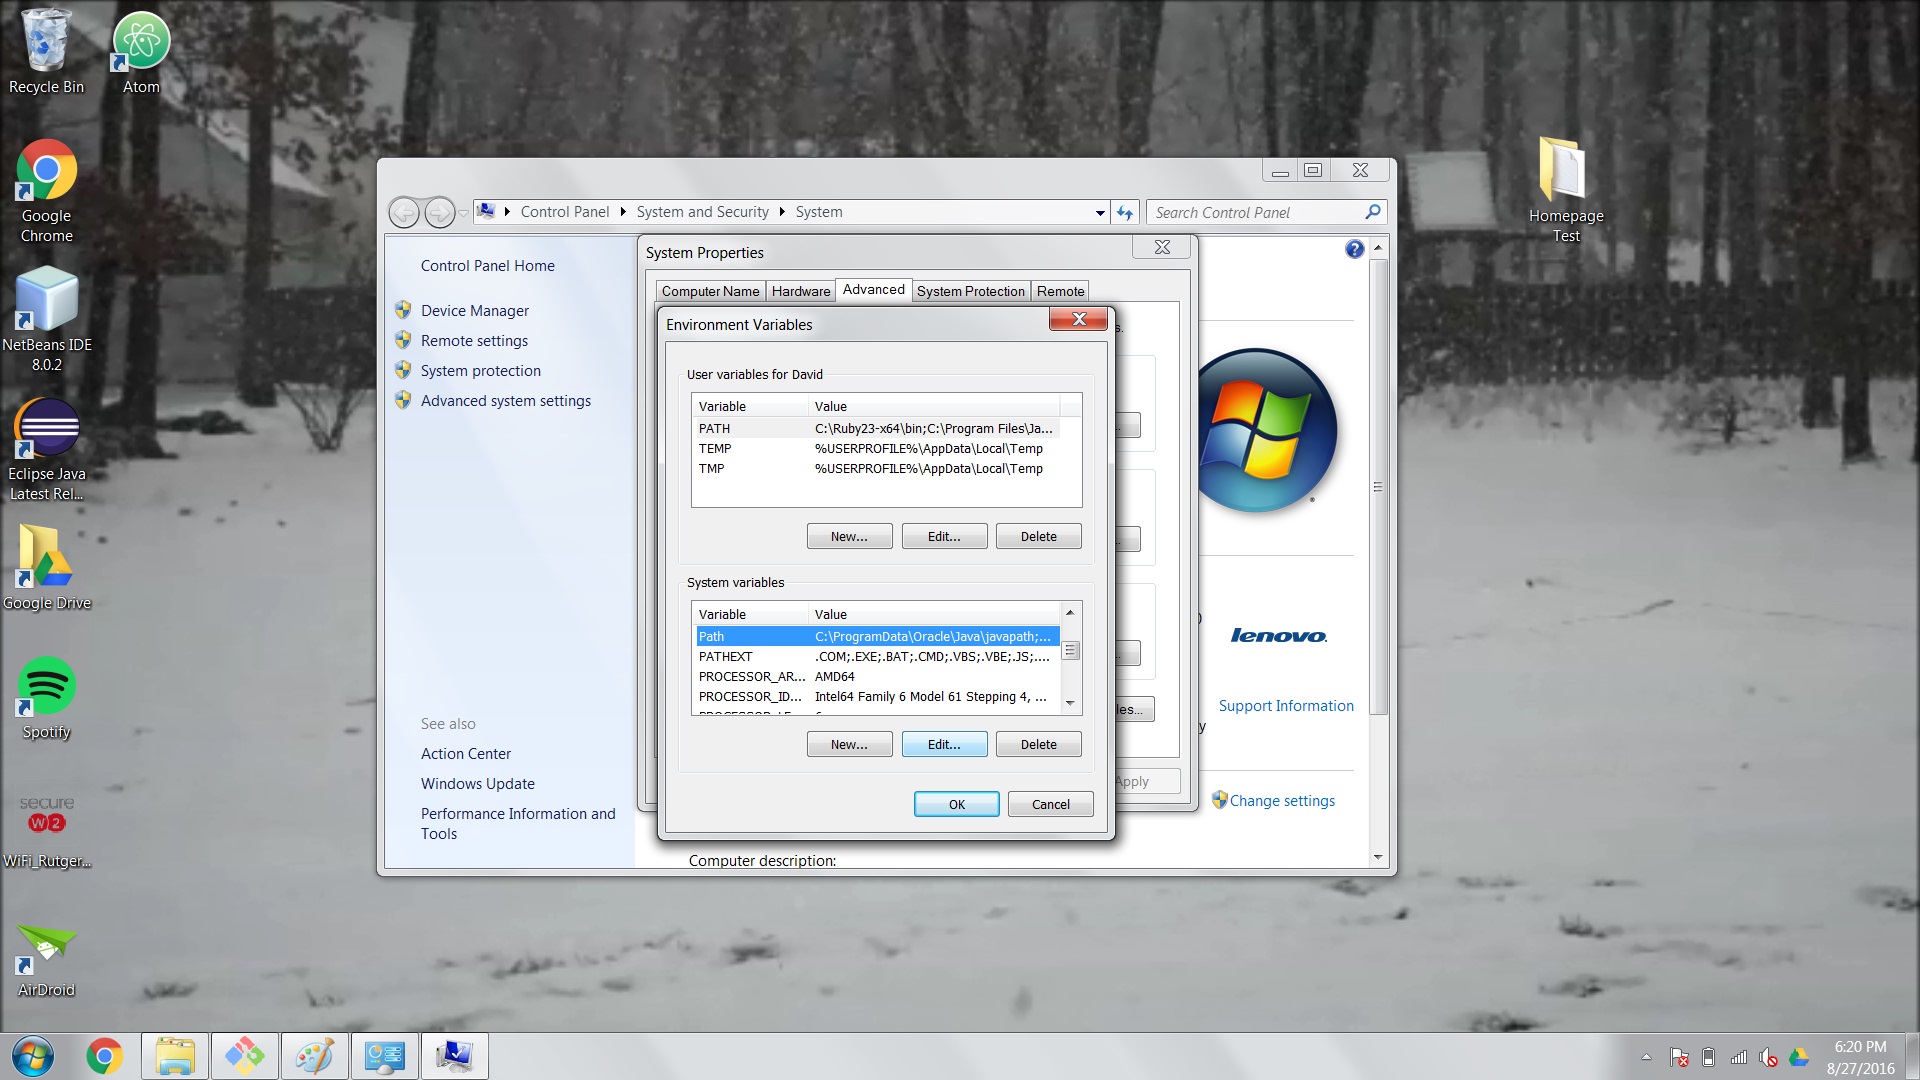 Recycle Bin
Atom
Google
Chrome
NetBeans IDE
8.0.2
Eclipse Java
Latest Rel...
Google Drive
Spotify
secure
W2
WiFi_Rutger...
AirDroid
Homepage
Test
Control Panel
System and Security
System
Search Control Panel
Control Panel Home
Device Manager
Remote settings
System protection
Advanced system settings
See also
Action Center
Windows Update
Performance Information and
Tools
System Properties
Computer Name
Hardware
Advanced
System Protection
Remote
Environment Variables
User variables for David
Variable Value
PATH C:\Ruby23-x64\bin;C:\Program Files\Ja...
TEMP %USERPROFILE%\AppData\Local\Temp
TMP %USERPROFILE%\AppData\Local\Temp
New... Edit... Delete
System variables
Variable Value
Path C:\ProgramData\Oracle\Java\javapath;...
PATHEXT .COM;.EXE;.BAT;.CMD;.VBS;.VBE;.JS;....
PROCESSOR_AR... AMD64
PROCESSOR_ID... Intel64 Family 6 Model 61 Stepping 4, ...
New... Edit... Delete
OK Cancel
les...
Apply
lenovo.
Support Information
Change settings
Computer description:
6:20 PM
8/27/2016